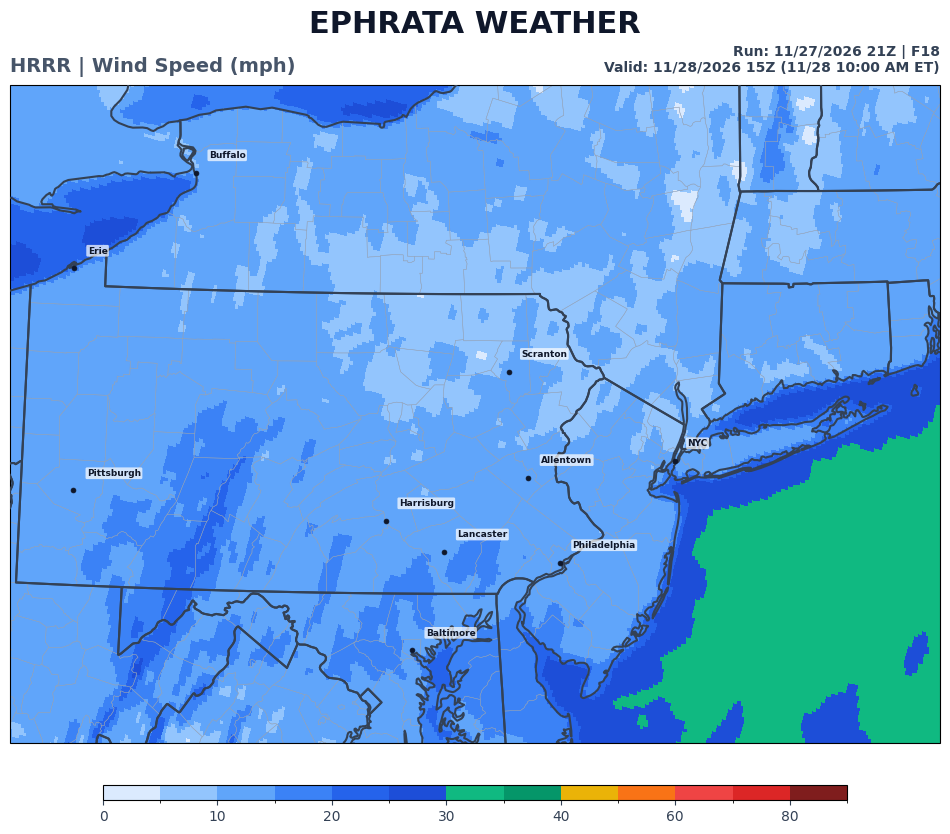 EPHRATA WEATHER
HRRR | Wind Speed (mph)
Run: 11/27/2026 21Z | F18
Valid: 11/28/2026 15Z (11/28 10:00 AM ET)
Buffalo
Erie
Scranton
NYC
Allentown
Pittsburgh
Harrisburg
Lancaster
Philadelphia
Baltimore
0 10 20 30 40 50 60 70 80